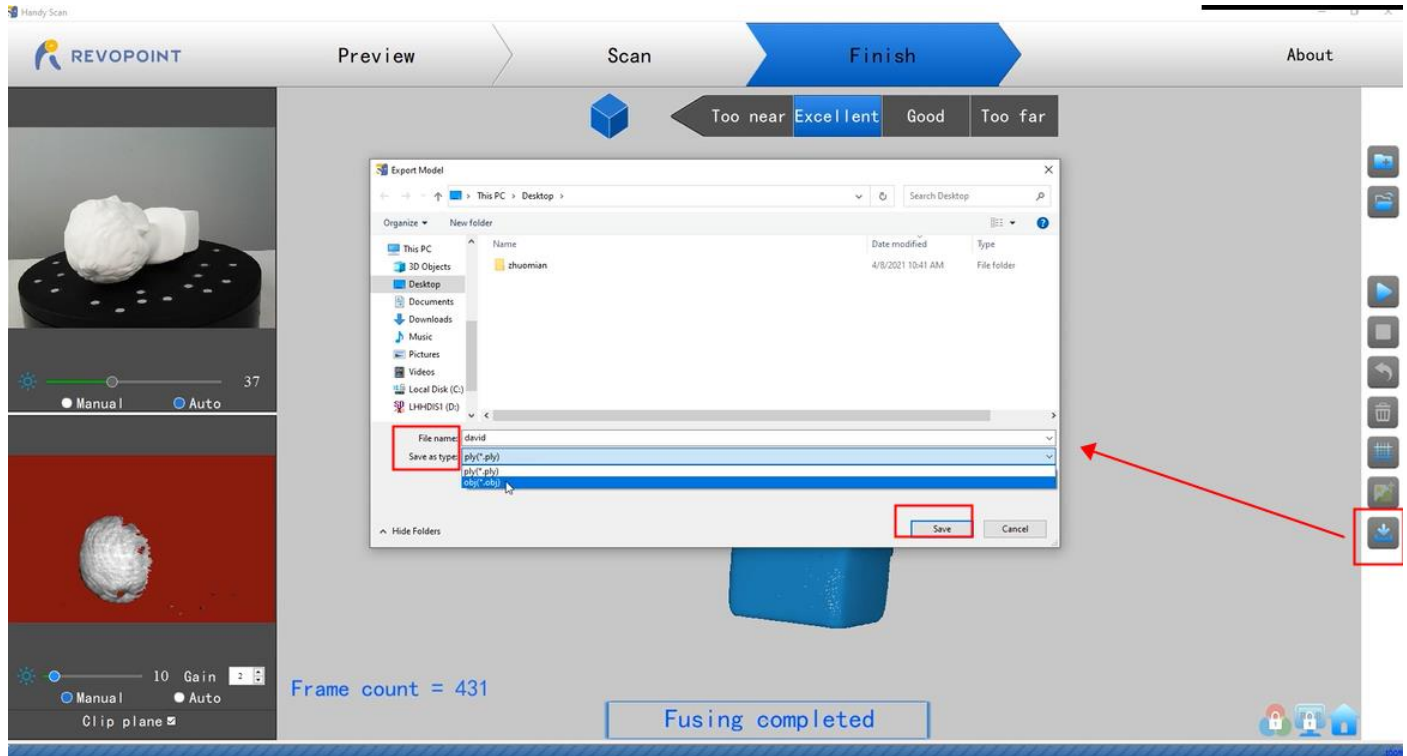 Handy Scan
REVOPOINT
Preview
Scan
Finish
About
Too near
Excellent
Good
Too far
Export Model
This PC > Desktop >
Search Desktop
Organize
New folder
This PC
3D Objects
Desktop
Documents
Downloads
Music
Pictures
Videos
Local Disk (C:)
LHHDIS1 (D:)
Name
Date modified
Type
zhuomian
4/8/2021 10:41 AM
File folder
File name: david
Save as type: ply(*.ply)
ply(*.ply)
obj(*.obj)
Hide Folders
Save
Cancel
37
Manual
Auto
10 Gain 2
Manual
Auto
Clip plane
Frame count = 431
Fusing completed